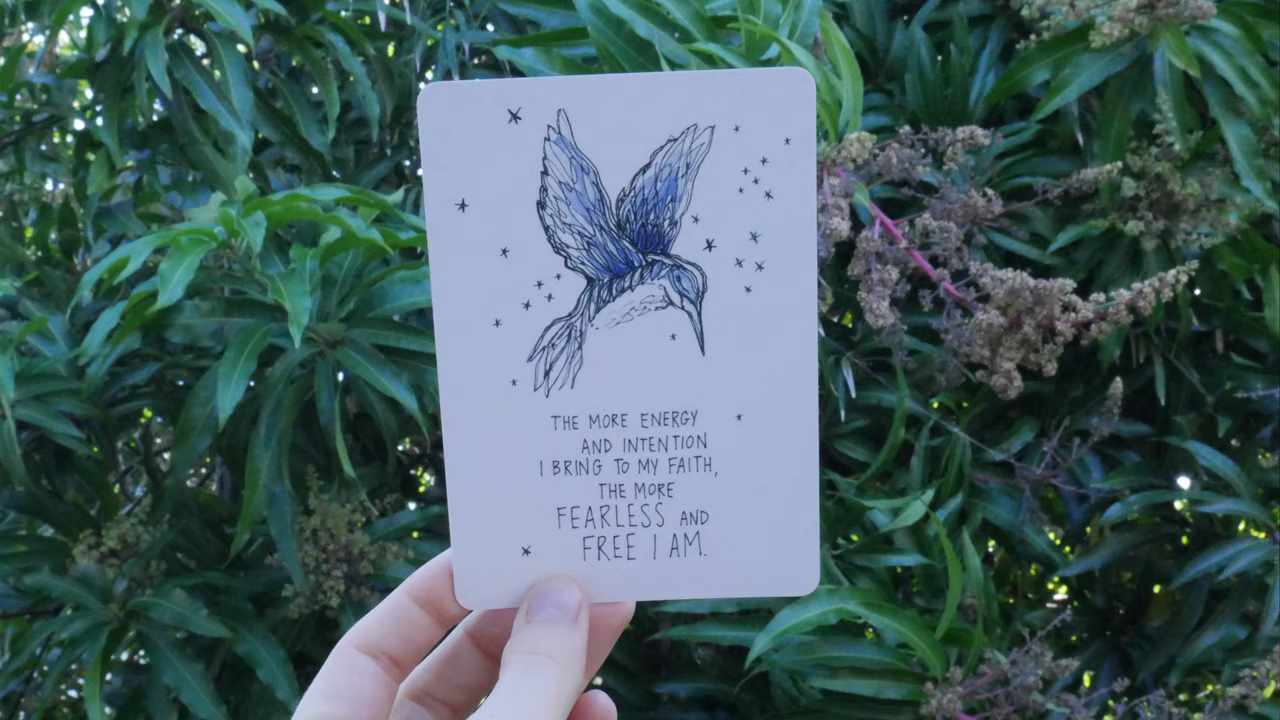 THE MORE ENERGY
AND INTENTION
I BRING TO MY FAITH,
THE MORE
FEARLESS AND
FREE I AM.